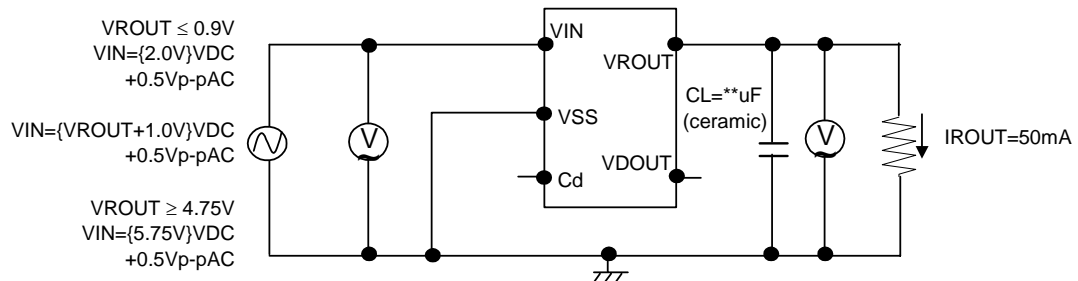 VROUT ≤ 0.9V
VIN={2.0V}VDC
+0.5Vp-pAC
VIN={VROUT+1.0V}VDC
+0.5Vp-pAC
VROUT ≥ 4.75V
VIN={5.75V}VDC
+0.5Vp-pAC
V
VIN
VROUT
VSS
VDOUT
Cd
CL=**uF
(ceramic)
V
IROUT=50mA